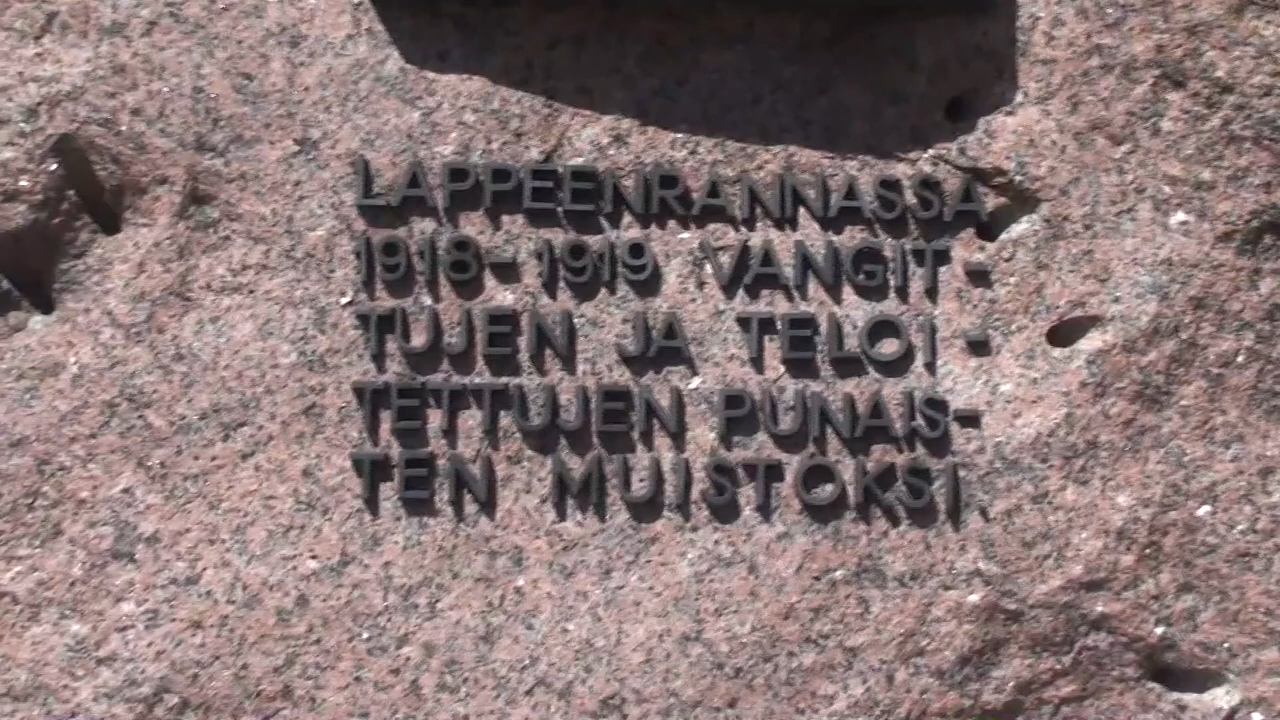 LAPPEENRANNASSA
1918-1919 VANGIT-
TUJEN JA TELOI-
TETTUJEN PUNAIS-
TEN MUISTOKSI